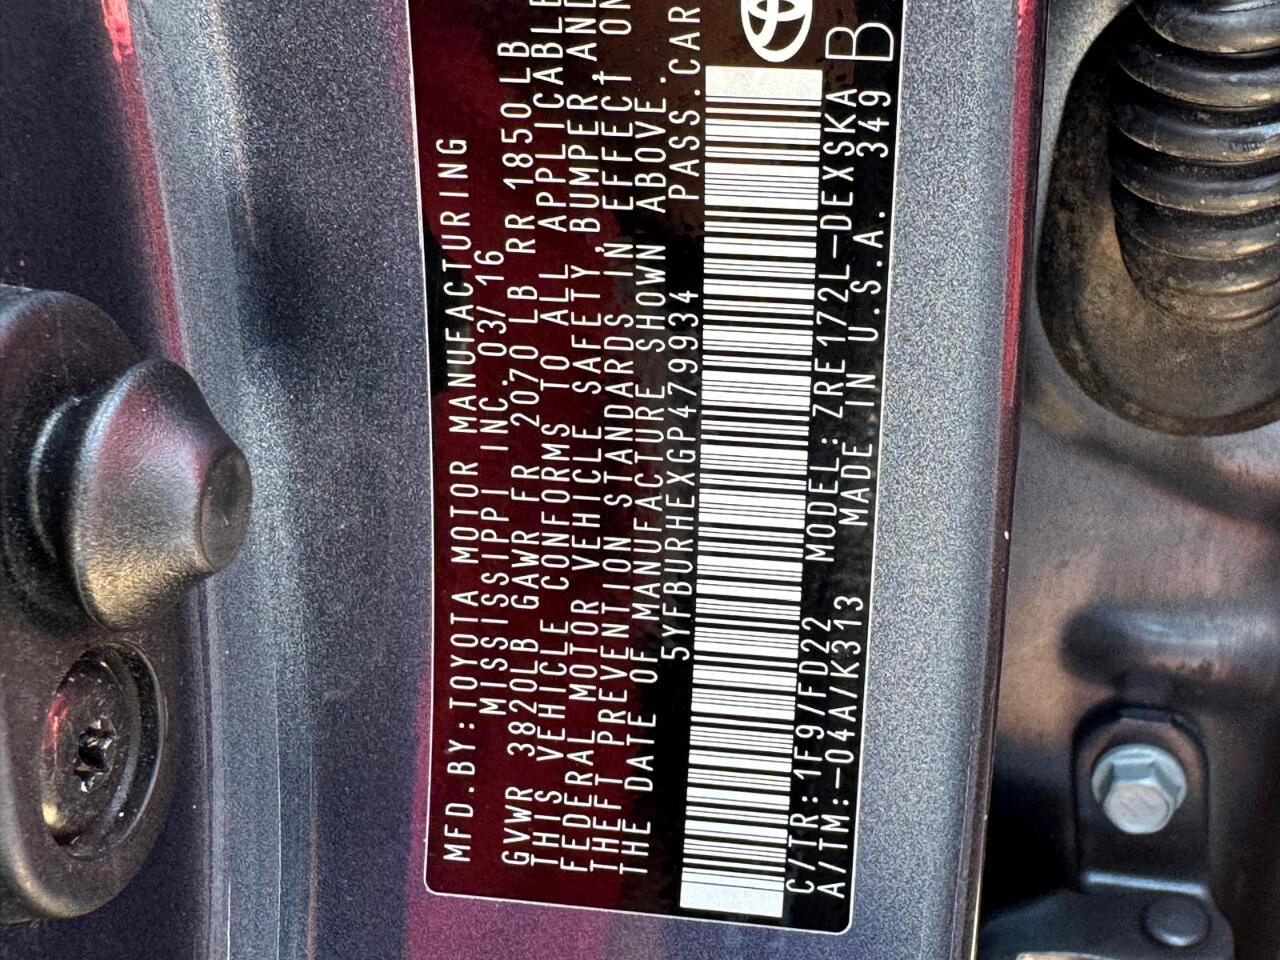 MFD.BY:TOYOTA MOTOR MANUFACTURING
MISSISSIPPI INC. 03/16
GVWR 3820LB GAWR FR 2070 LB RR 1850 LB
THIS VEHICLE CONFORMS TO ALL APPLICABLE
FEDERAL MOTOR VEHICLE SAFETY, BUMPER, AND
THEFT PREVENTION STANDARDS IN EFFECT ON
THE DATE OF MANUFACTURE SHOWN ABOVE.
5YFBURHEXGP479934 PASS.CAR
C/TR:1F9/FD22 MODEL:ZRE172L-DEXSKA B
A/TM:-04A/K313 MADE IN U.S.A. 349 B